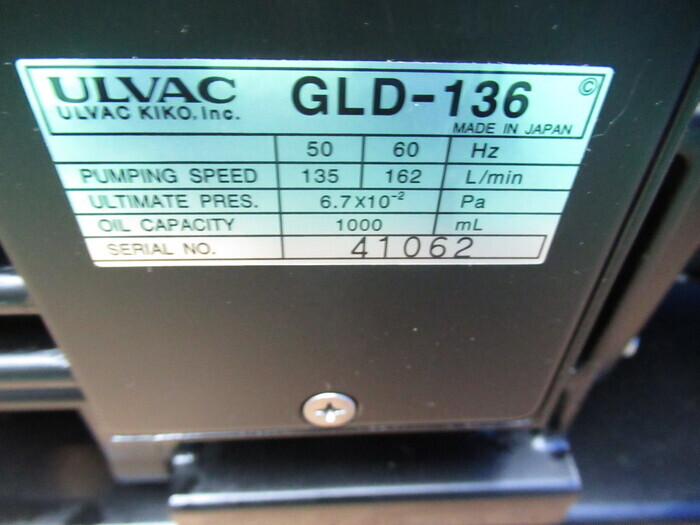 ULVAC GLD-136 ©
ULVAC KIKO. Inc. MADE IN JAPAN
50 60 Hz
PUMPING SPEED 135 162 L/min
ULTIMATE PRES. 6.7X10⁻² Pa
OIL CAPACITY 1000 mL
SERIAL NO. 41062